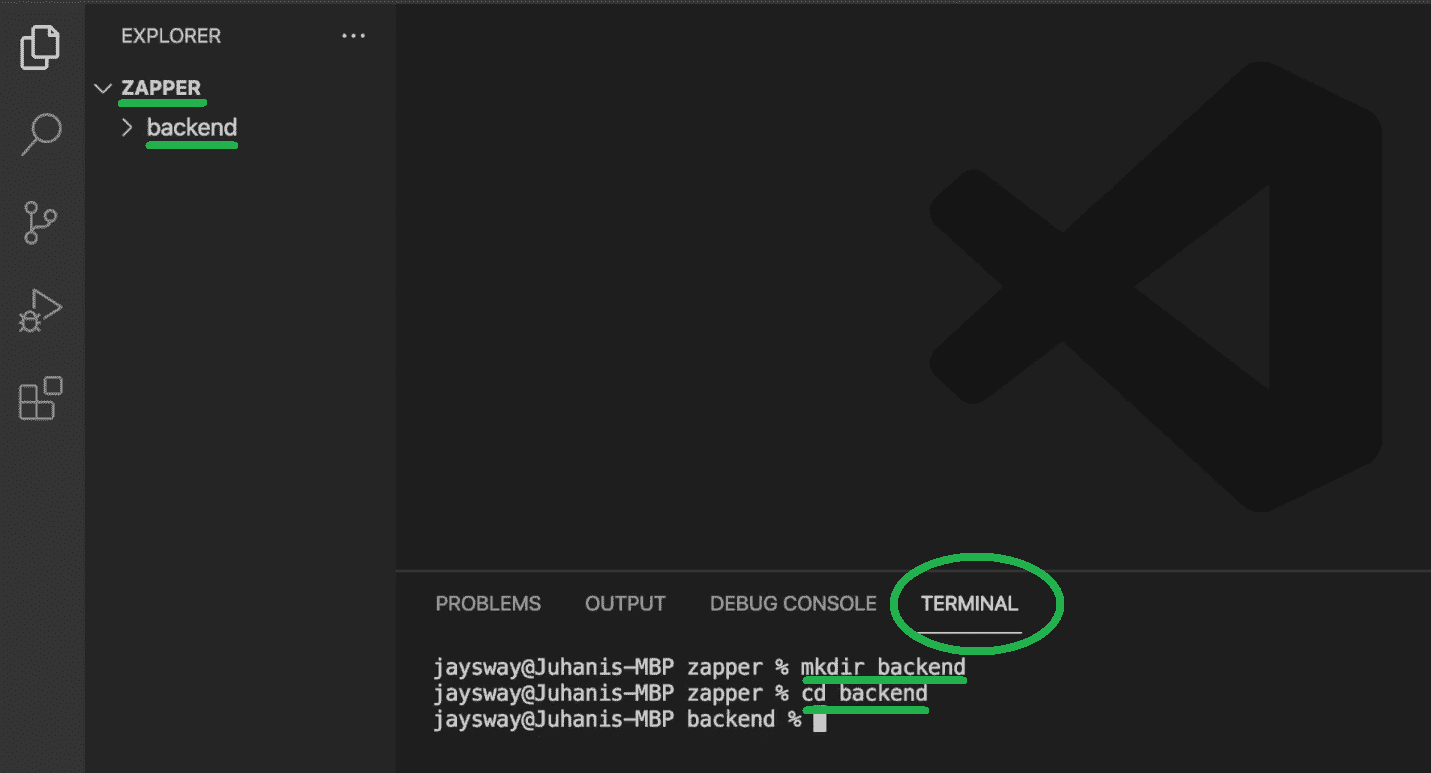 EXPLORER
ZAPPER
backend
PROBLEMS OUTPUT DEBUG CONSOLE TERMINAL
jaysway@Juhanis-MBP zapper % mkdir backend
jaysway@Juhanis-MBP zapper % cd backend
jaysway@Juhanis-MBP backend %